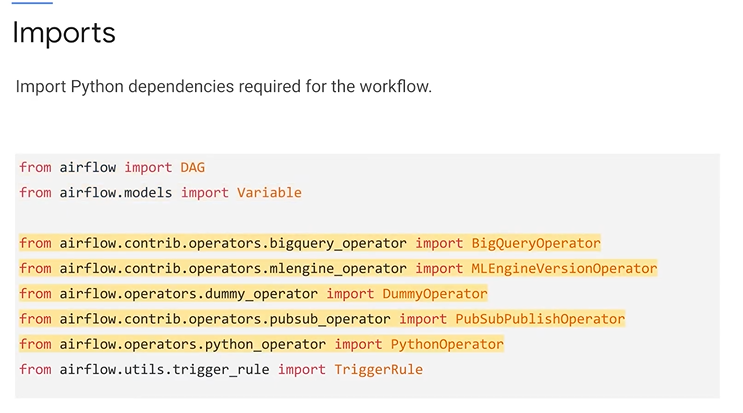 Imports
Import Python dependencies required for the workflow.
from airflow import DAG
from airflow.models import Variable
from airflow.contrib.operators.bigquery_operator import BigQueryOperator
from airflow.contrib.operators.mlengine_operator import MLEngineVersionOperator
from airflow.operators.dummy_operator import DummyOperator
from airflow.contrib.operators.pubsub_operator import PubSubPublishOperator
from airflow.operators.python_operator import PythonOperator
from airflow.utils.trigger_rule import TriggerRule